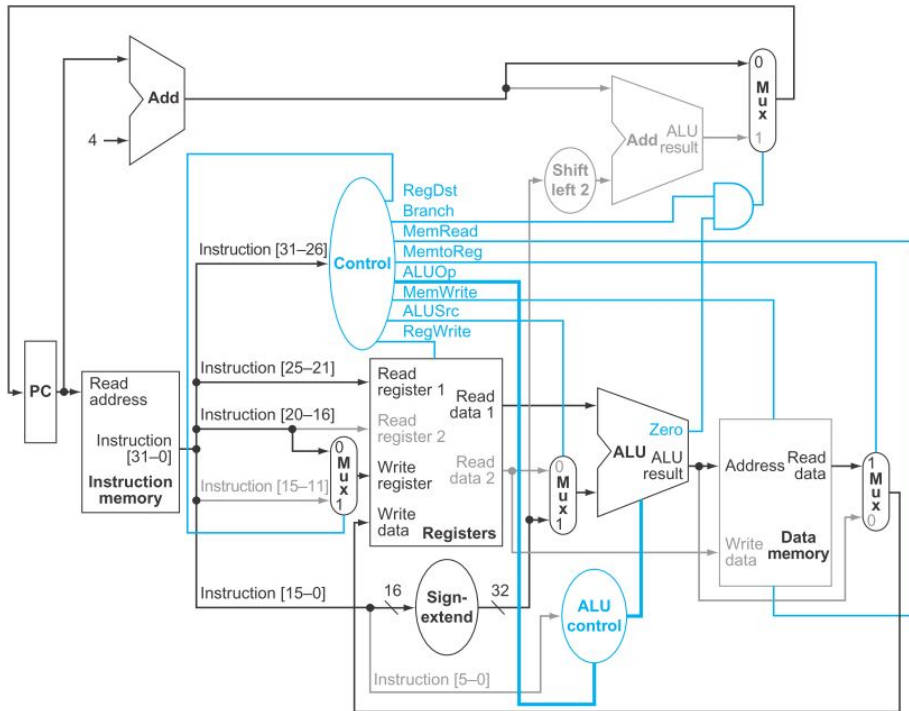 0
Mux
1
Add
4
Add
ALU
result
Shift
left 2
RegDst
Branch
MemRead
MemtoReg
ALUOp
MemWrite
ALUSrc
RegWrite
Instruction [31–26]
Control
PC
Read
address
Instruction
[31–0]
Instruction
memory
Instruction [25–21]
Instruction [20–16]
Instruction [15–11]
0
Mux
1
Read
register 1
Read
register 2
Write
register
Write
data
Read
data 1
Read
data 2
Registers
0
Mux
1
Zero
ALU
ALU
result
Address
Read
data
Write
data
Data
memory
1
Mux
0
Instruction [15–0]
16
Sign-
extend
32
ALU
control
Instruction [5–0]